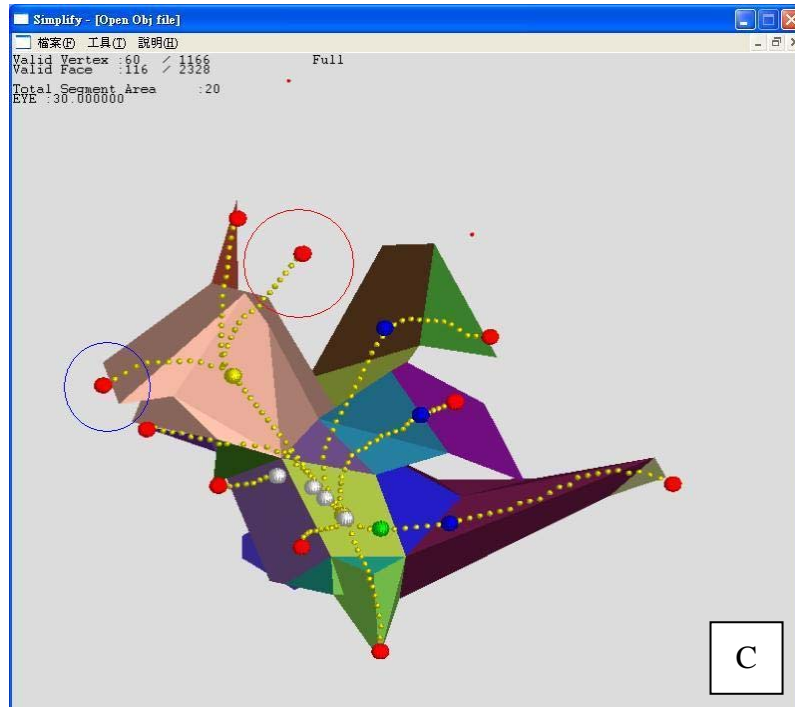 Simplify - [Open Obj file]
檔案(F) 工具(T) 說明(H)
Valid Vertex :60 / 1166 Full
Valid Face :116 / 2328
Total Segment Area :20
EYE :30.000000
C